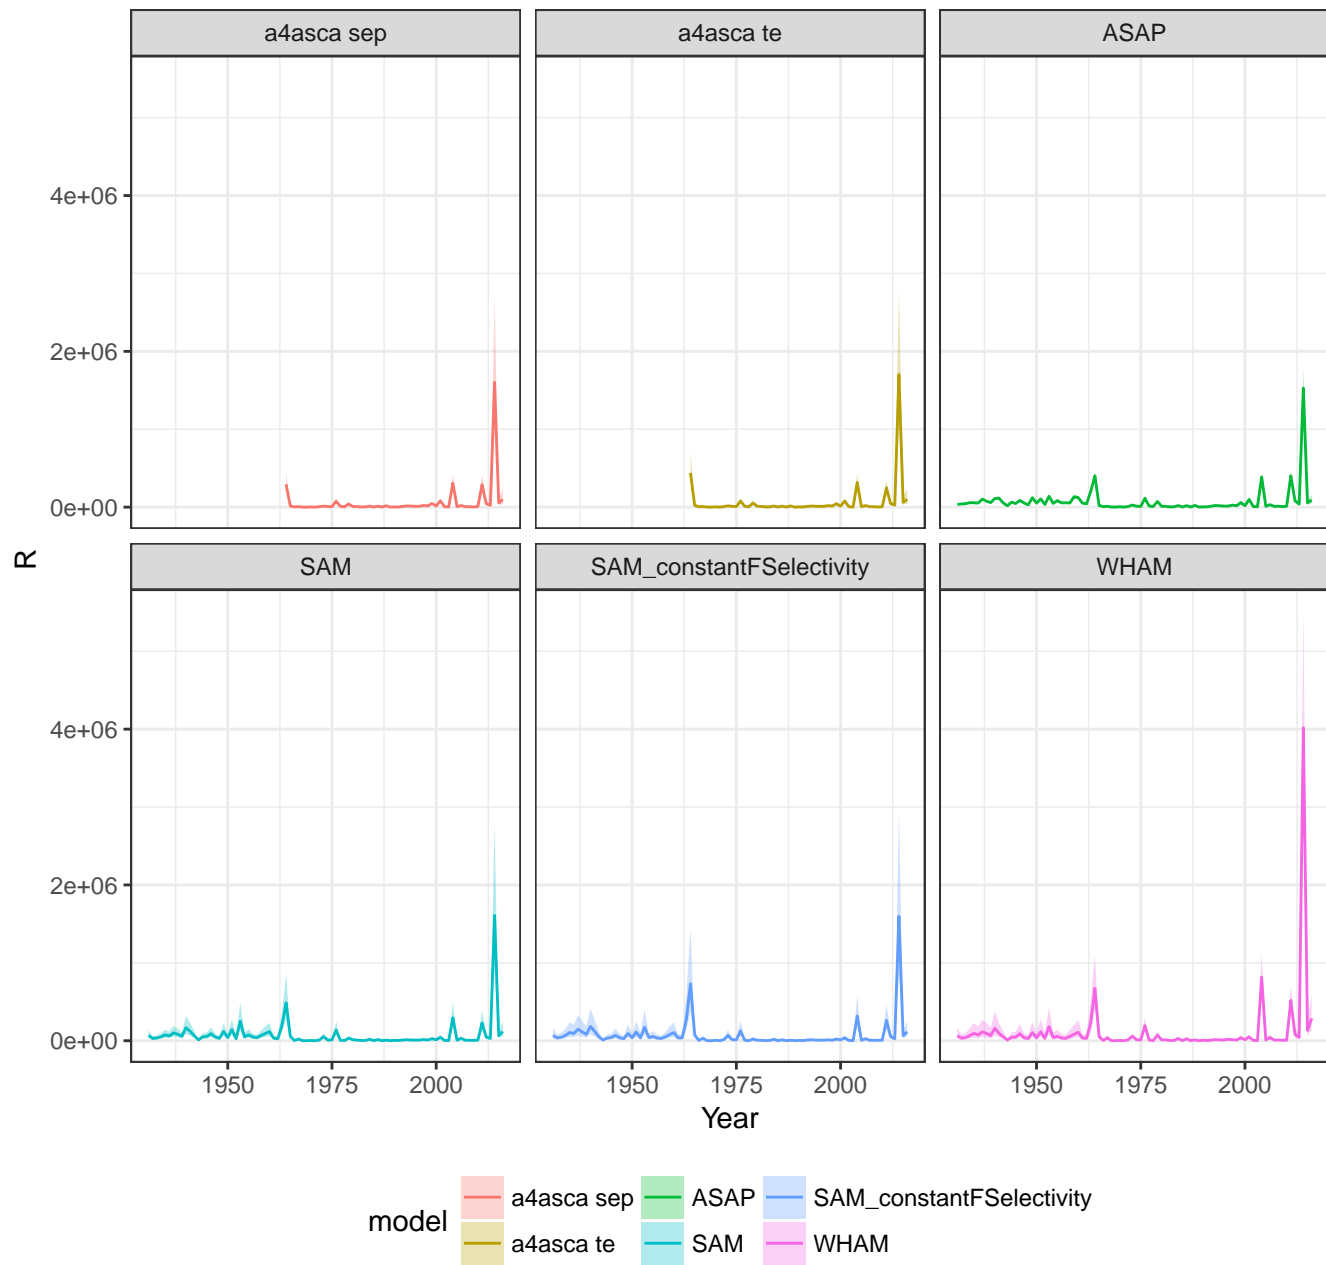 a4asca sep
a4asca te
ASAP
4e+06
2e+06
0e+00
R
SAM
SAM_constantFSelectivity
WHAM
4e+06
2e+06
0e+00
1950 1975 2000
1950 1975 2000
1950 1975 2000
Year
model
a4asca sep
ASAP
SAM_constantFSelectivity
a4asca te
SAM
WHAM